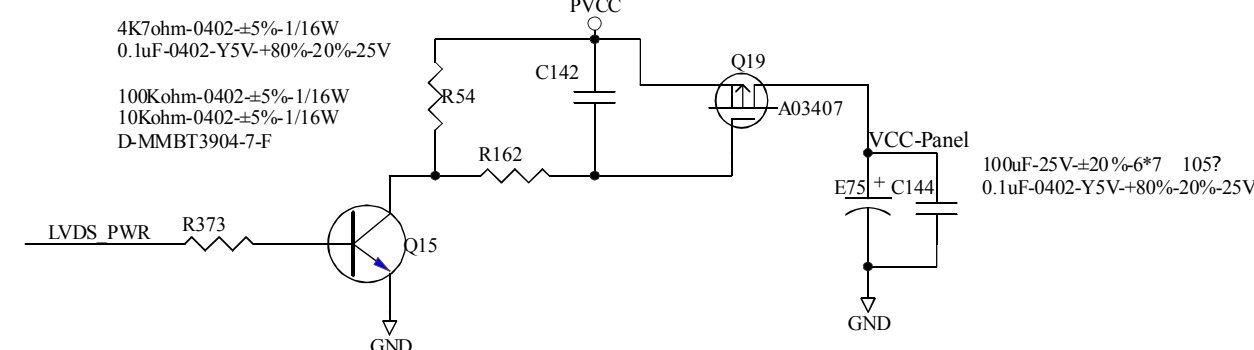 PVCC
4K7ohm-0402-±5%-1/16W
0.1uF-0402-Y5V-+80%-20%-25V
100Kohm-0402-±5%-1/16W
10Kohm-0402-±5%-1/16W
D-MMBT3904-7-F
C142
R54
R162
Q19
A03407
VCC-Panel
E75
+
C144
100uF-25V-±20%-6*7 105?
0.1uF-0402-Y5V-+80%-20%-25V
LVDS_PWR
R373
Q15
GND
GND